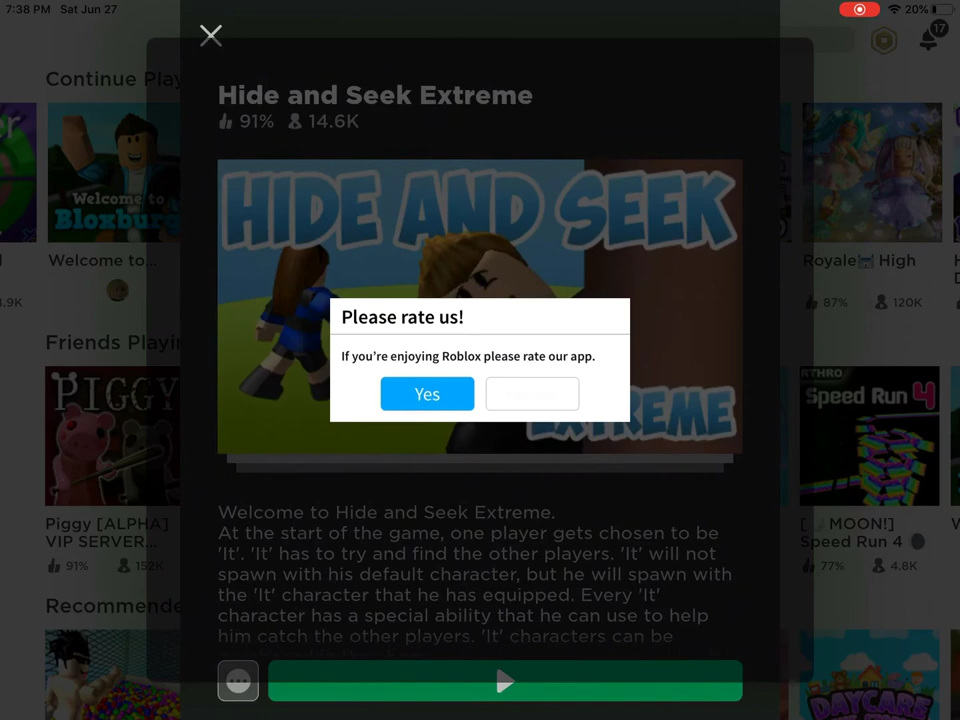 7:38 PM Sat Jun 27
20%
17
Continue Play
Hide and Seek Extreme
91% 14.6K
HIDE AND SEEK
EXTREME
Welcome to
Bloxburg
Welcome to...
.9K
Royale High
87% 120K
Please rate us!
If you're enjoying Roblox please rate our app.
Yes
Friends Playin
PIGGY
Piggy [ALPHA]
VIP SERVER...
91% 152K
RTHRO
Speed Run 4
[ MOON!]
Speed Run 4
77% 4.8K
Welcome to Hide and Seek Extreme.
At the start of the game, one player gets chosen to be
'It'. 'It' has to try and find the other players. 'It' will not
spawn with his default character, but he will spawn with
the 'It' character that he has equipped. Every 'It'
character has a special ability that he can use to help
him catch the other players. 'It' characters can be
Recommende
DAYCARE